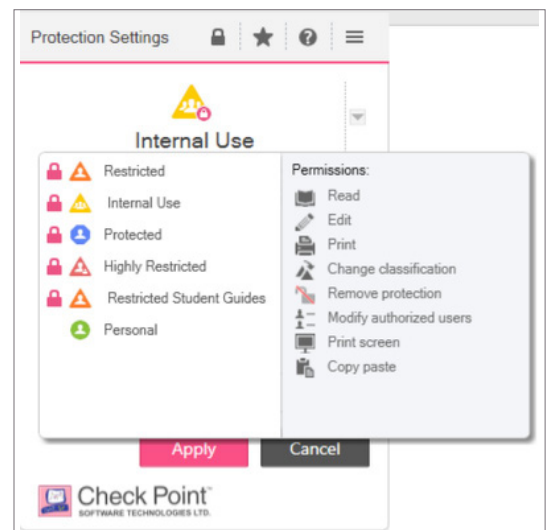 Protection Settings
Internal Use
Restricted
Internal Use
Protected
Highly Restricted
Restricted Student Guides
Personal
Permissions:
Read
Edit
Print
Change classification
Remove protection
Modify authorized users
Print screen
Copy paste
Apply
Cancel
Check Point™
SOFTWARE TECHNOLOGIES LTD.